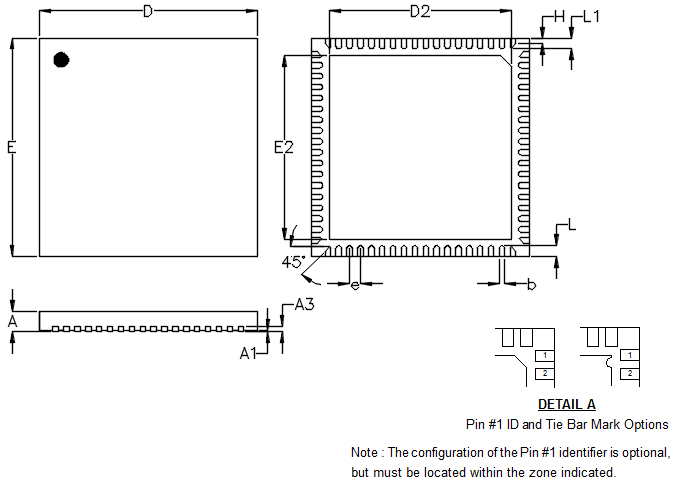 D
D2
H
L1
E
E2
L
45°
e
b
A
A3
A1
1
2
1
2
DETAIL A
Pin #1 ID and Tie Bar Mark Options
Note : The configuration of the Pin #1 identifier is optional,
but must be located within the zone indicated.